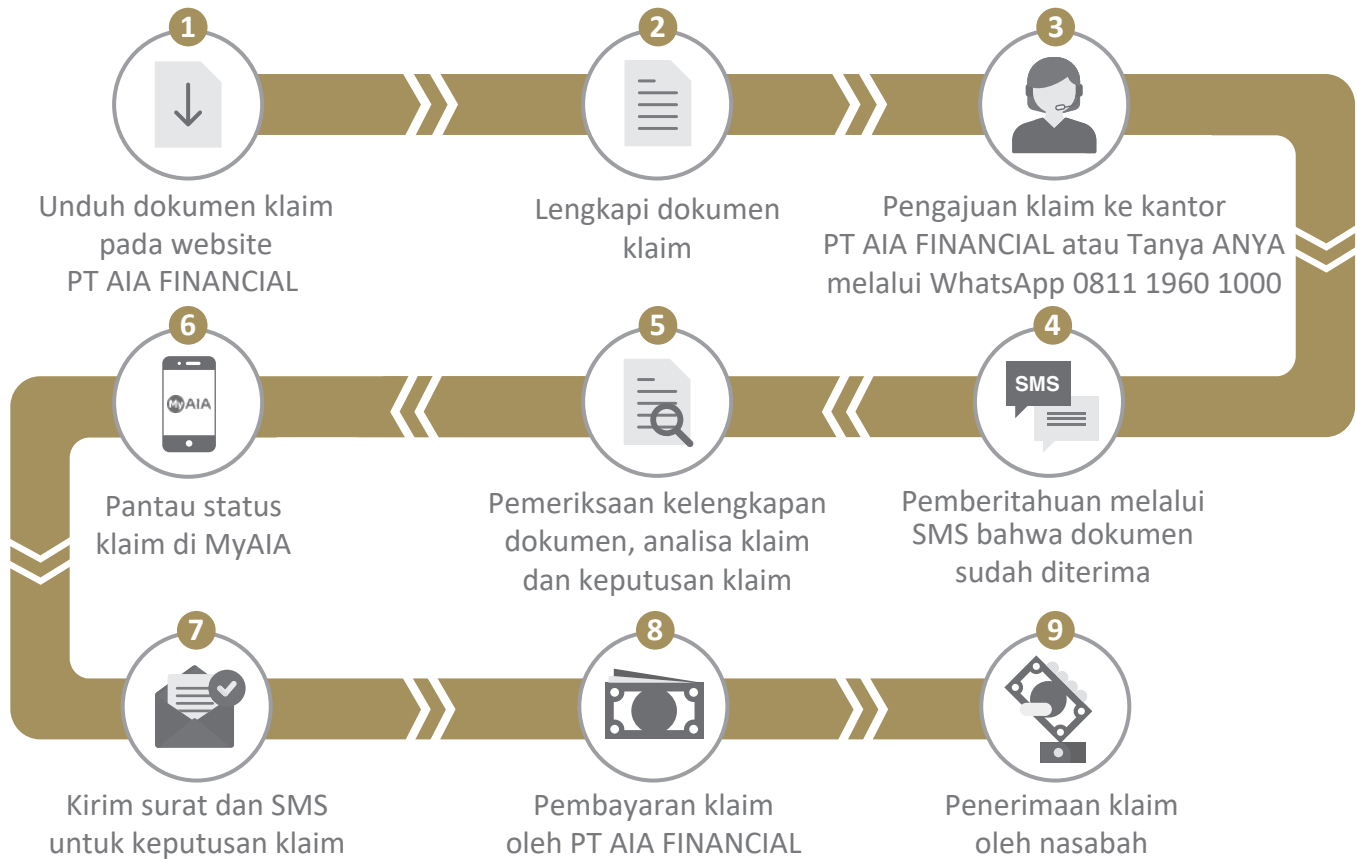 1
Unduh dokumen klaim
pada website
PT AIA FINANCIAL
2
Lengkapi dokumen
klaim
3
Pengajuan klaim ke kantor
PT AIA FINANCIAL atau Tanya ANYA
melalui WhatsApp 0811 1960 1000
4
SMS
Pemberitahuan melalui
SMS bahwa dokumen
sudah diterima
5
Pemeriksaan kelengkapan
dokumen, analisa klaim
dan keputusan klaim
6
MyAIA
Pantau status
klaim di MyAIA
7
Kirim surat dan SMS
untuk keputusan klaim
8
Pembayaran klaim
oleh PT AIA FINANCIAL
9
Penerimaan klaim
oleh nasabah